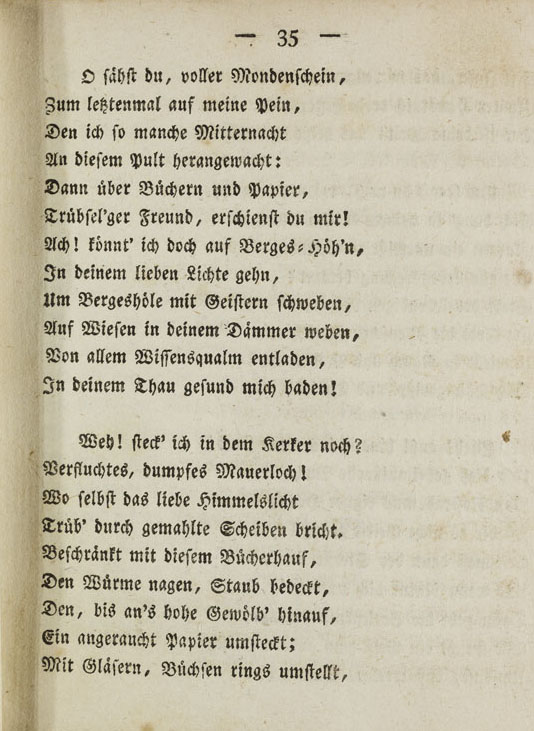 — 35 —
O sähst du, voller Mondenschein,
Zum letztenmal auf meine Pein,
Den ich so manche Mitternacht
An diesem Pult herangewacht:
Dann über Büchern und Papier,
Trübsel'ger Freund, erschienst du mir!
Ach! könnt' ich doch auf Berges-Höh'n,
In deinem lieben Lichte gehn,
Um Bergeshöle mit Geistern schweben,
Auf Wiesen in deinem Dämmer weben,
Von allem Wissensqualm entladen,
In deinem Thau gesund mich baden!
Weh! steck' ich in dem Kerker noch?
Verfluchtes, dumpfes Mauerloch!
Wo selbst das liebe Himmelslicht
Trüb' durch gemahlte Scheiben bricht.
Beschränkt mit diesem Bücherhauf,
Den Würme nagen, Staub bedeckt,
Den, bis an's hohe Gewölb' hinauf,
Ein angeraucht Papier umsteckt;
Mit Gläsern, Büchsen rings umstellt,